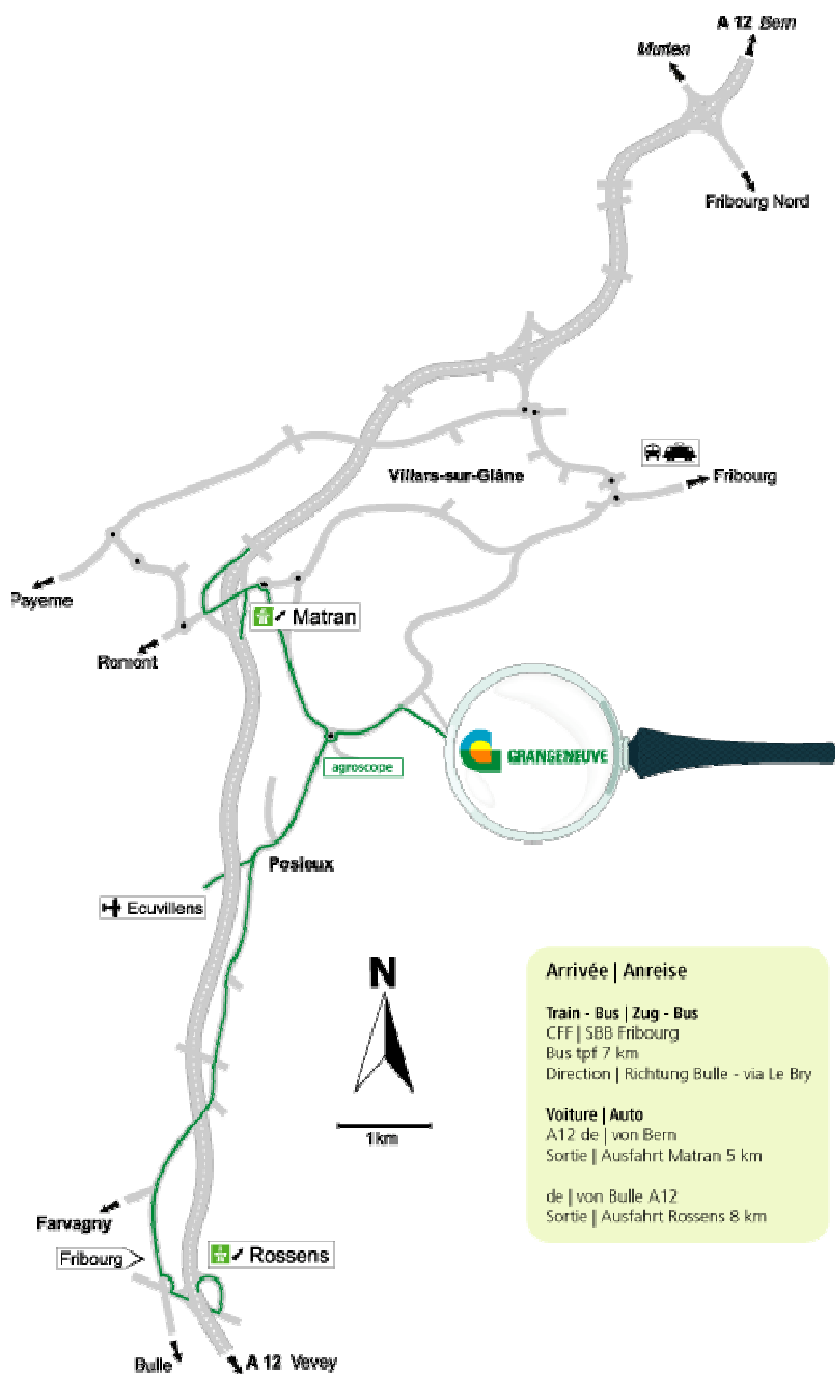 A 12 Bern
Murten
Fribourg Nord
Villars-sur-Glâne
Fribourg
Payerne
Matran
Romont
GRANGENEUVE
agroscope
Posieux
Ecuvillens
N
1km
Arrivée | Anreise
Train - Bus | Zug - Bus
CFF | SBB Fribourg
Bus tpf 7 km
Direction | Richtung Bulle - via Le Bry
Voiture | Auto
A12 de | von Bern
Sortie | Ausfahrt Matran 5 km
de | von Bulle A12
Sortie | Ausfahrt Rossens 8 km
Farvagny
Fribourg
Rossens
Bulle
A 12 Vevey